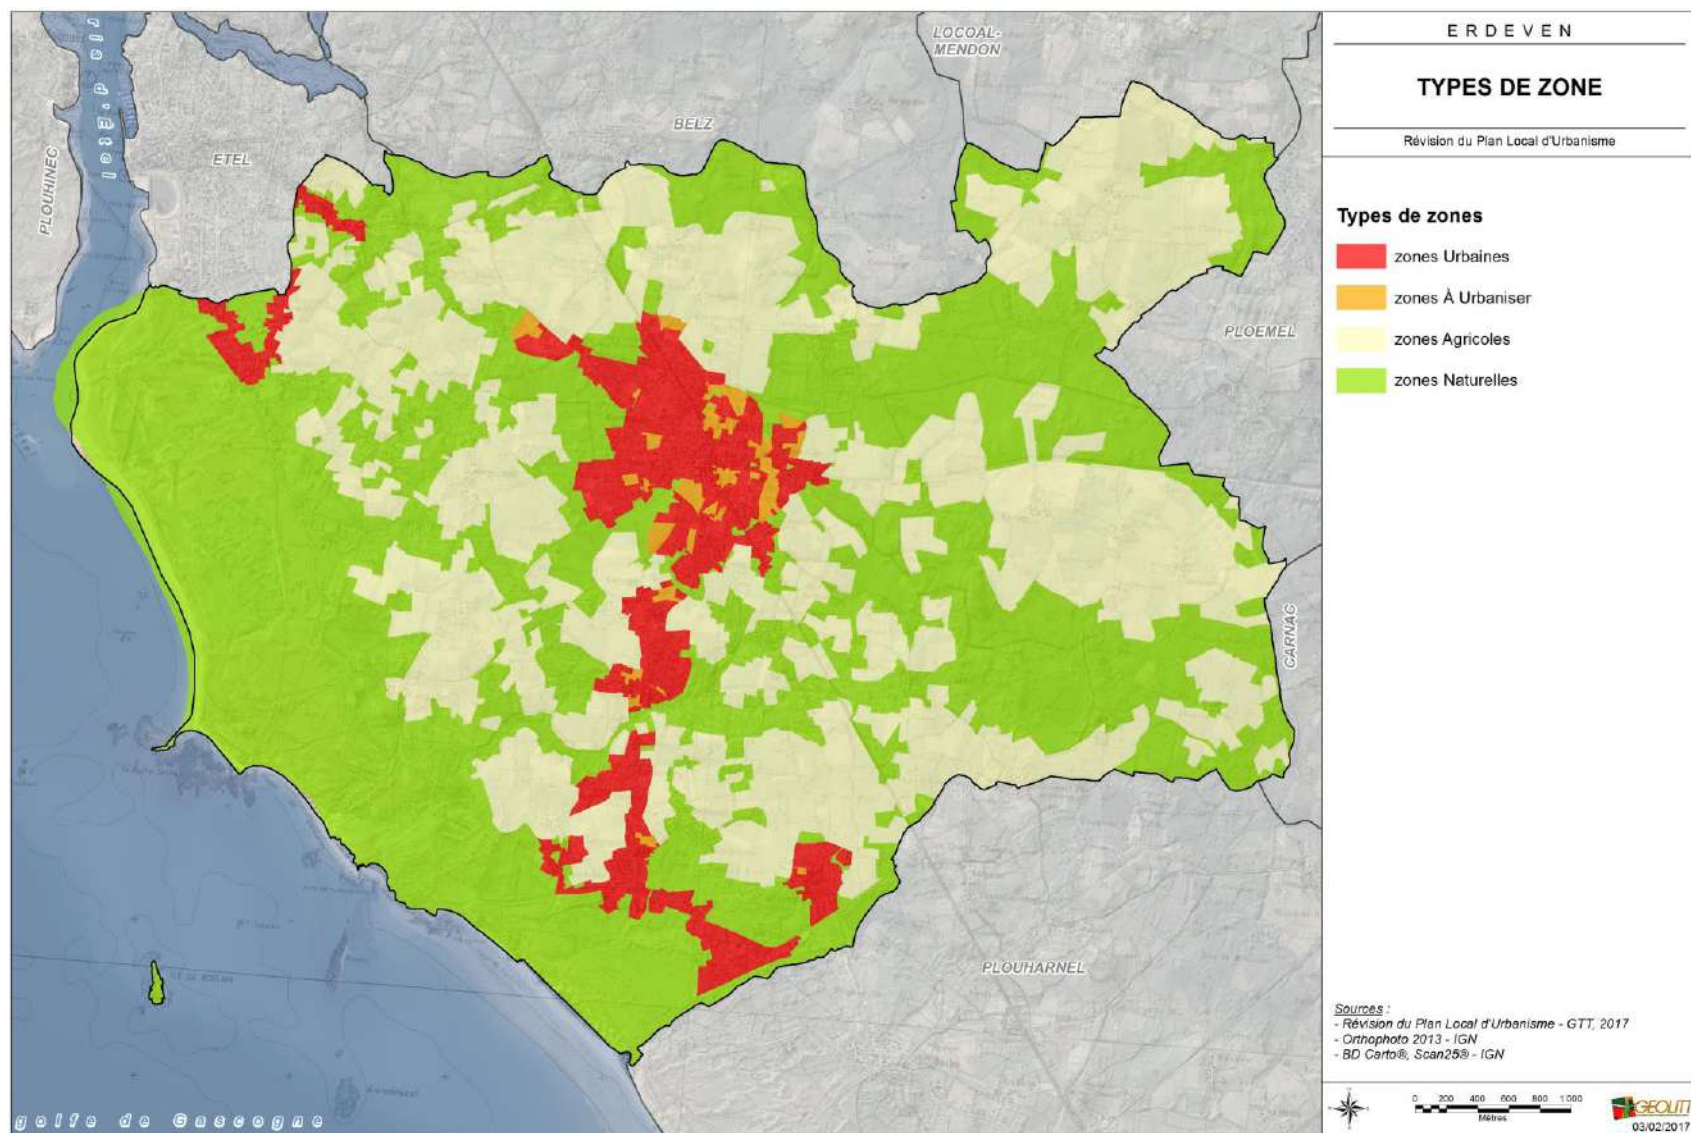 ERDEVEN
TYPES DE ZONE
Révision du Plan Local d'Urbanisme
Types de zones
zones Urbaines
zones À Urbaniser
zones Agricoles
zones Naturelles
LOCOAL-
MENDON
BELZ
ETEL
PLOUHINEC
PLOEMEL
CARNAC
PLOUHARNEL
golfe de Gascogne
Sources :
- Révision du Plan Local d'Urbanisme - GTT, 2017
- Orthophoto 2013 - IGN
- BD Carto®, Scan25® - IGN
0 200 400 600 800 1 000
Mètres
GEOLIT
03/02/2017